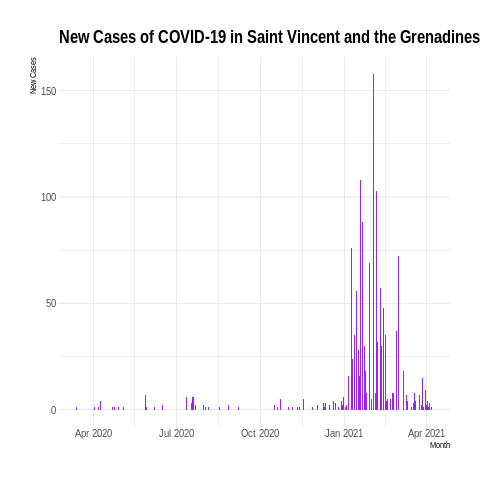 New Cases of COVID-19 in Saint Vincent and the Grenadines
New Cases
150
100
50
0
Apr 2020 Jul 2020 Oct 2020 Jan 2021 Apr 2021
Month